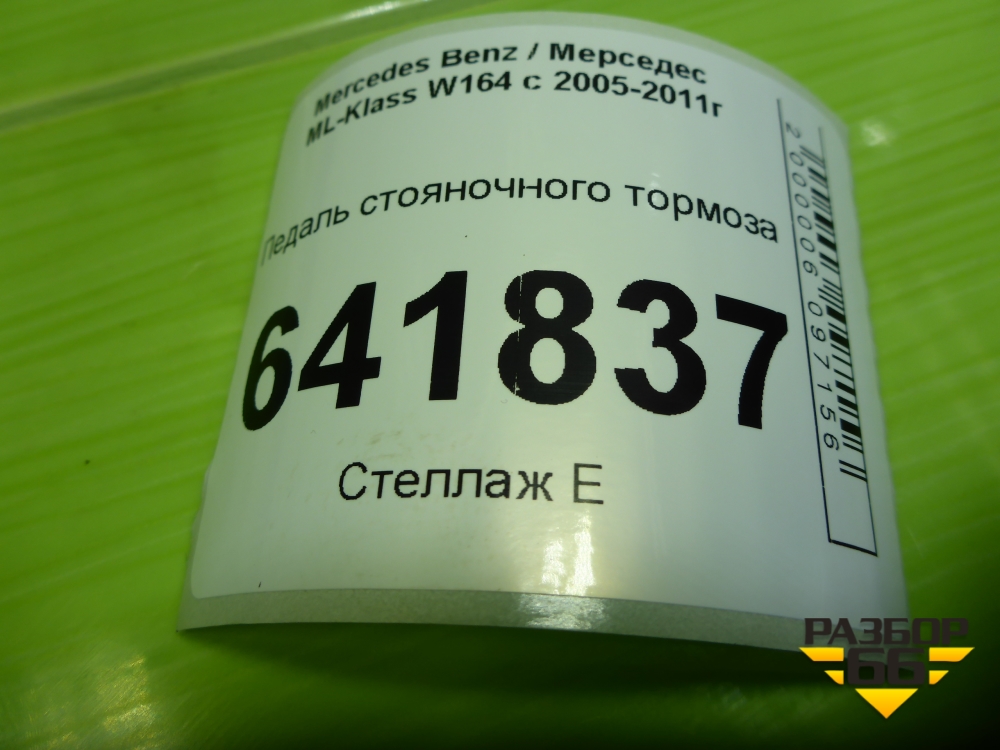 Mercedes Benz / Мерседес
ML-Klass W164 с 2005-2011г
Педаль стояночного тормоза
641837
Стеллаж Е
2000006097156
РАЗБОР
66